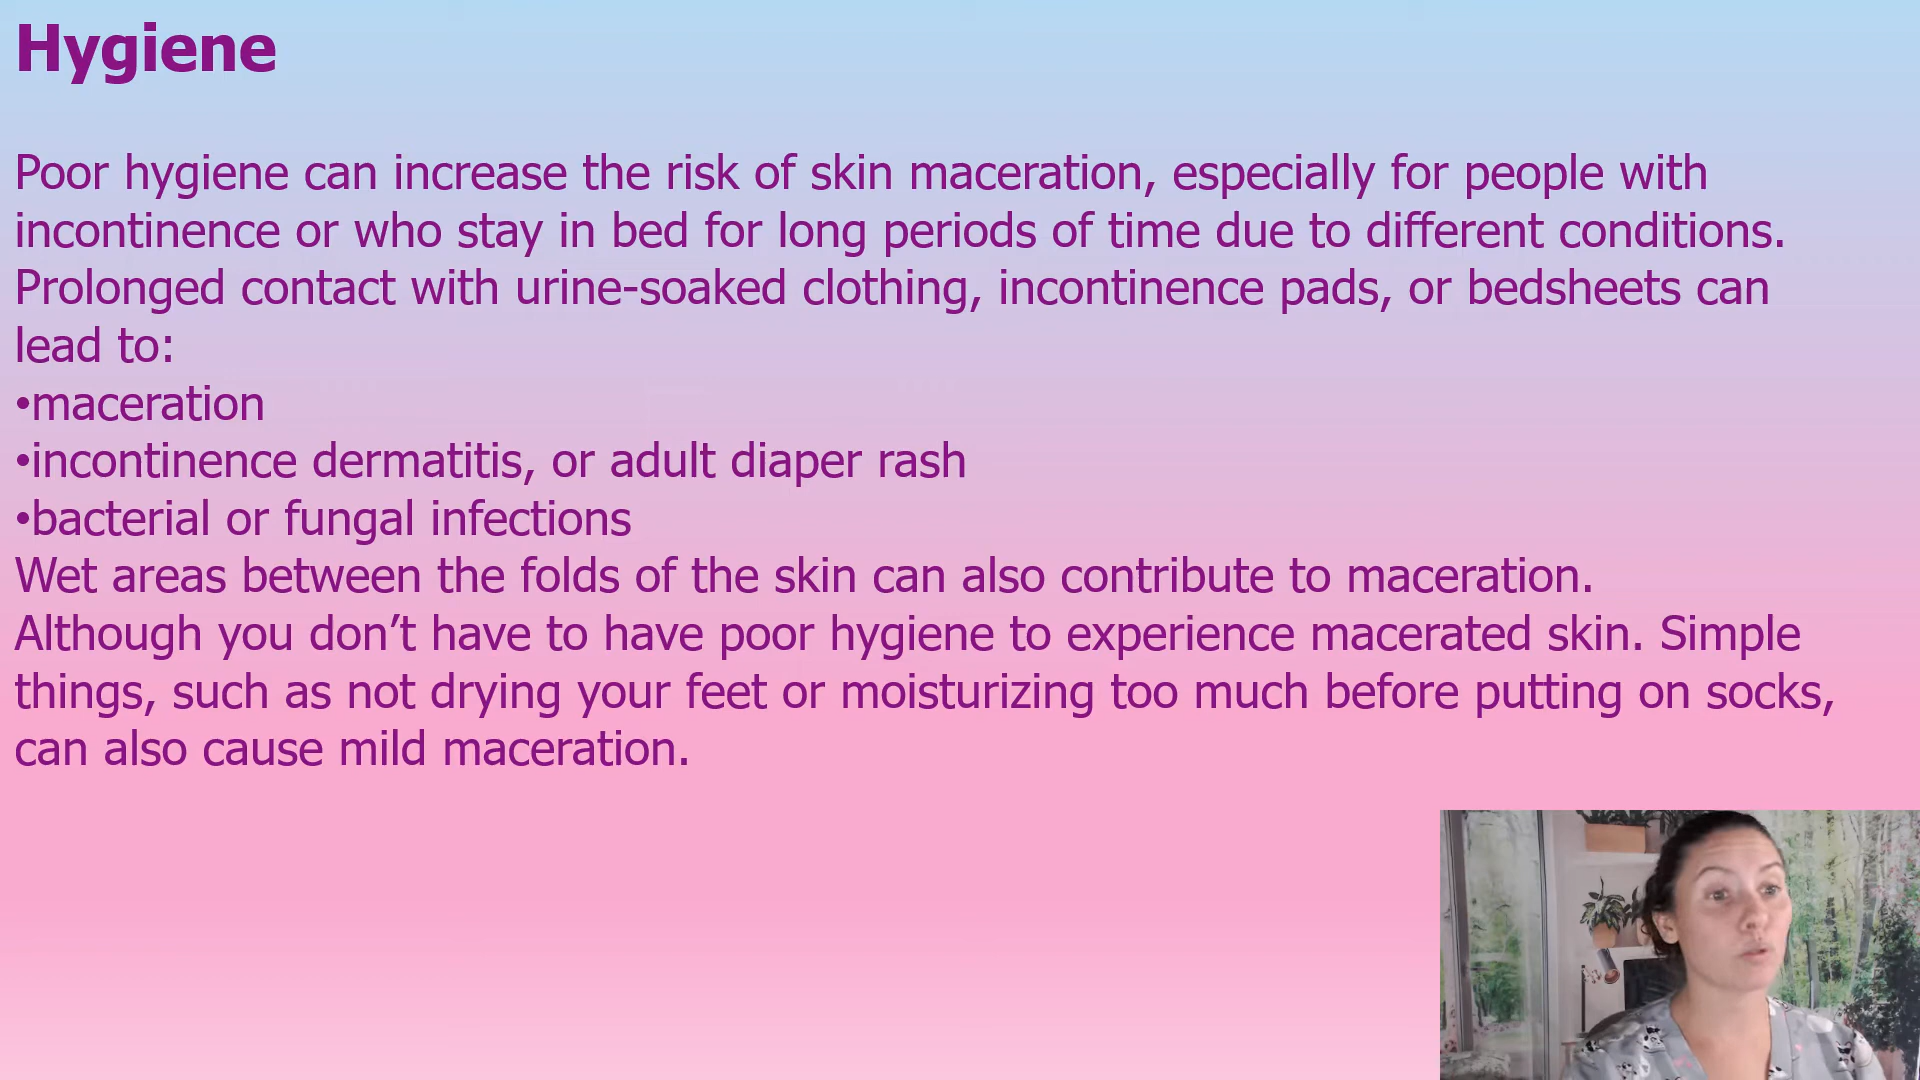 Hygiene
Poor hygiene can increase the risk of skin maceration, especially for people with
incontinence or who stay in bed for long periods of time due to different conditions.
Prolonged contact with urine-soaked clothing, incontinence pads, or bedsheets can
lead to:
•maceration
•incontinence dermatitis, or adult diaper rash
•bacterial or fungal infections
Wet areas between the folds of the skin can also contribute to maceration.
Although you don’t have to have poor hygiene to experience macerated skin. Simple
things, such as not drying your feet or moisturizing too much before putting on socks,
can also cause mild maceration.